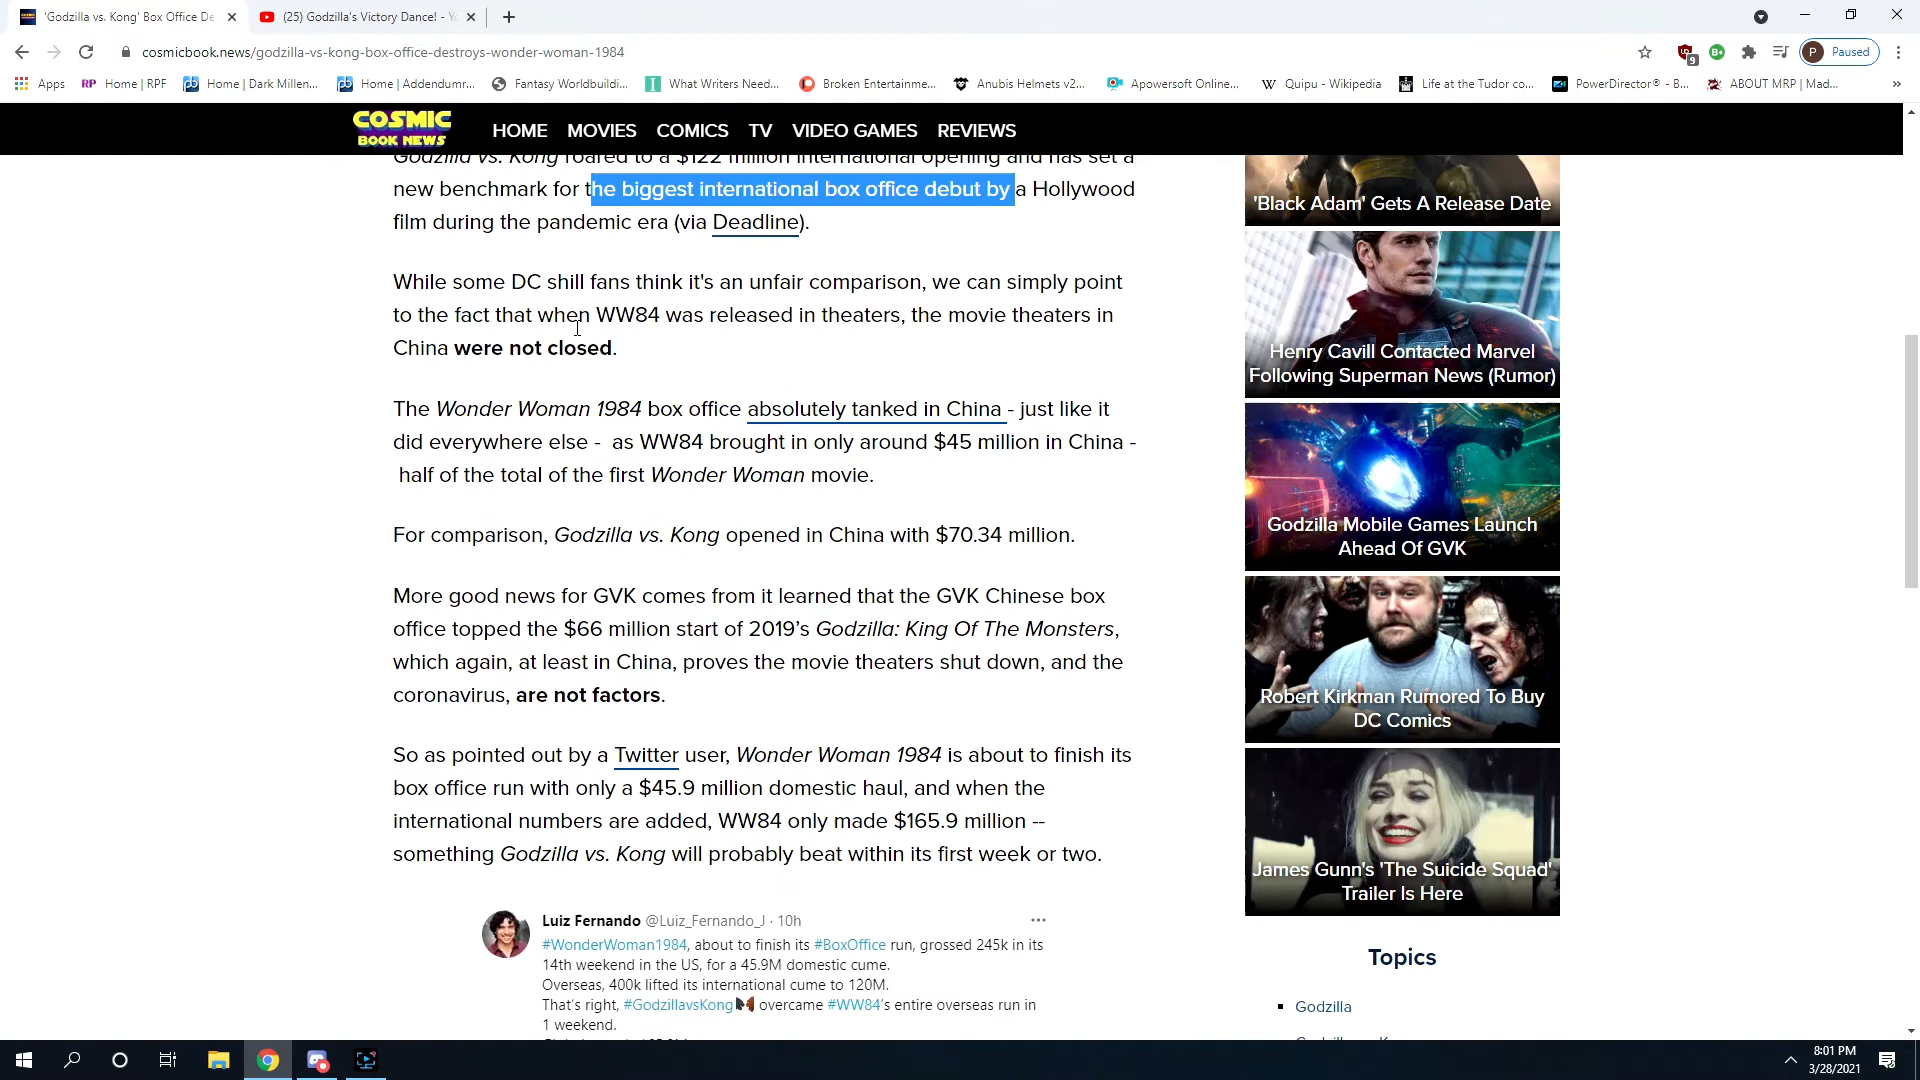 'Godzilla vs. Kong' Box Office De
(25) Godzilla's Victory Dance! - Yo
cosmicbook.news/godzilla-vs-kong-box-office-destroys-wonder-woman-1984
9
P
Paused
Apps
RP
Home | RPF
Home | Dark Millen...
Home | Addendumr...
Fantasy Worldbuildi...
What Writers Need...
Broken Entertainme...
Anubis Helmets v2...
Apowersoft Online...
Quipu - Wikipedia
Life at the Tudor co...
PowerDirector® - B...
ABOUT MRP | Mad...
»
COSMIC
BOOK NEWS
HOME
MOVIES
COMICS
TV
VIDEO GAMES
REVIEWS
Godzilla vs. Kong roared to a $122 million international opening and has set a
new benchmark for the biggest international box office debut by a Hollywood
film during the pandemic era (via Deadline).
While some DC shill fans think it's an unfair comparison, we can simply point
to the fact that when WW84 was released in theaters, the movie theaters in
China were not closed.
The Wonder Woman 1984 box office absolutely tanked in China - just like it
did everywhere else - as WW84 brought in only around $45 million in China -
half of the total of the first Wonder Woman movie.
For comparison, Godzilla vs. Kong opened in China with $70.34 million.
More good news for GVK comes from it learned that the GVK Chinese box
office topped the $66 million start of 2019's Godzilla: King Of The Monsters,
which again, at least in China, proves the movie theaters shut down, and the
coronavirus, are not factors.
So as pointed out by a Twitter user, Wonder Woman 1984 is about to finish its
box office run with only a $45.9 million domestic haul, and when the
international numbers are added, WW84 only made $165.9 million --
something Godzilla vs. Kong will probably beat within its first week or two.
Luiz Fernando @Luiz_Fernando_J · 10h
#WonderWoman1984, about to finish its #BoxOffice run, grossed 245k in its
14th weekend in the US, for a 45.9M domestic cume.
Overseas, 400k lifted its international cume to 120M.
That's right, #GodzillavsKong overcame #WW84's entire overseas run in
1 weekend.
'Black Adam' Gets A Release Date
Henry Cavill Contacted Marvel
Following Superman News (Rumor)
Godzilla Mobile Games Launch
Ahead Of GVK
Robert Kirkman Rumored To Buy
DC Comics
James Gunn's 'The Suicide Squad'
Trailer Is Here
Topics
Godzilla
8:01 PM
3/28/2021